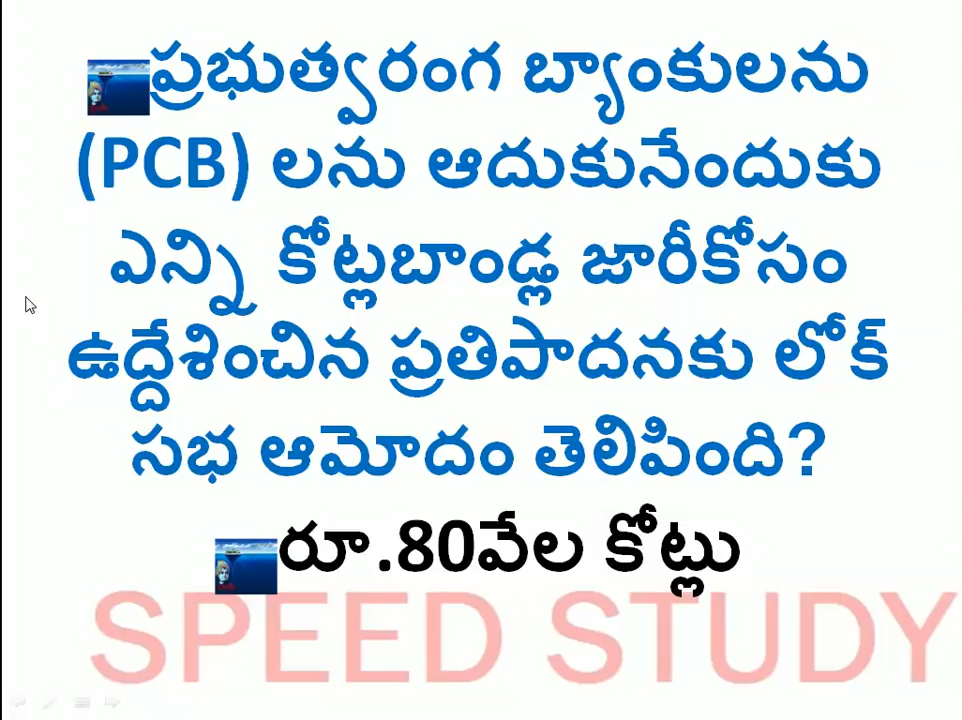 ప్రభుత్వరంగ బ్యాంకులను
(PCB) లను ఆదుకునేందుకు
ఎన్ని కోట్లబాండ్ల జారీకోసం
ఉద్దేశించిన ప్రతిపాదనకు లోక్
సభ ఆమోదం తెలిపింది?
రూ.80వేల కోట్లు
SPEED STUDY